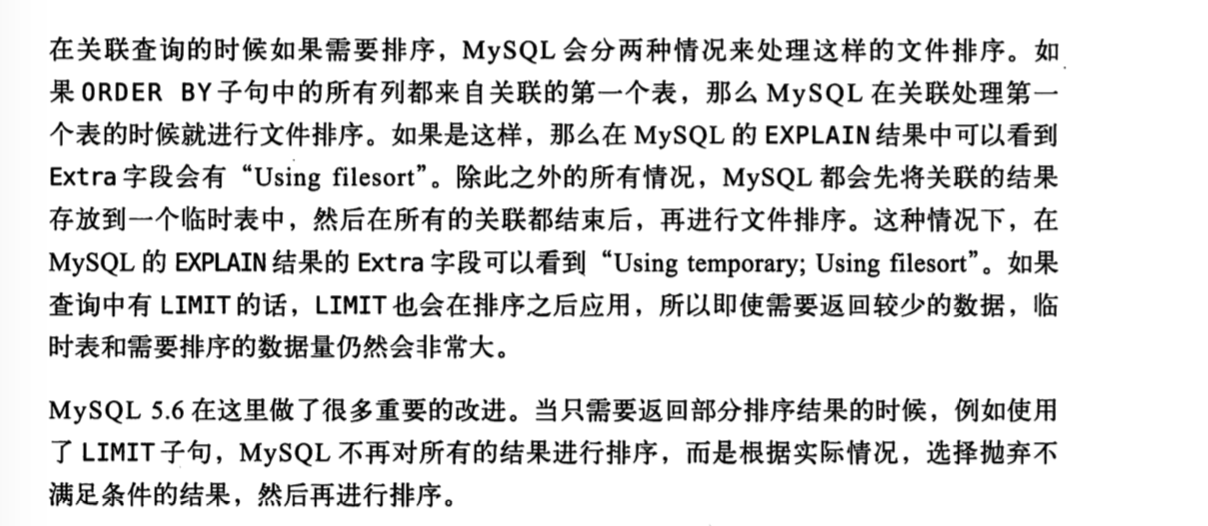 在关联查询的时候如果需要排序，MySQL 会分两种情况来处理这样的文件排序。如
果 ORDER BY 子句中的所有列都来自关联的第一个表，那么 MySQL 在关联处理第一
个表的时候就进行文件排序。如果是这样，那么在 MySQL 的 EXPLAIN 结果中可以看到
Extra 字段会有“Using filesort”。除此之外的所有情况，MySQL 都会先将关联的结果
存放到一个临时表中，然后在所有的关联都结束后，再进行文件排序。这种情况下，在
MySQL 的 EXPLAIN 结果的 Extra 字段可以看到“Using temporary; Using filesort”。如果
查询中有 LIMIT 的话，LIMIT 也会在排序之后应用，所以即使需要返回较少的数据，临
时表和需要排序的数据量仍然会非常大。
MySQL 5.6 在这里做了很多重要的改进。当只需要返回部分排序结果的时候，例如使用
了 LIMIT 子句，MySQL 不再对所有的结果进行排序，而是根据实际情况，选择抛弃不
满足条件的结果，然后再进行排序。